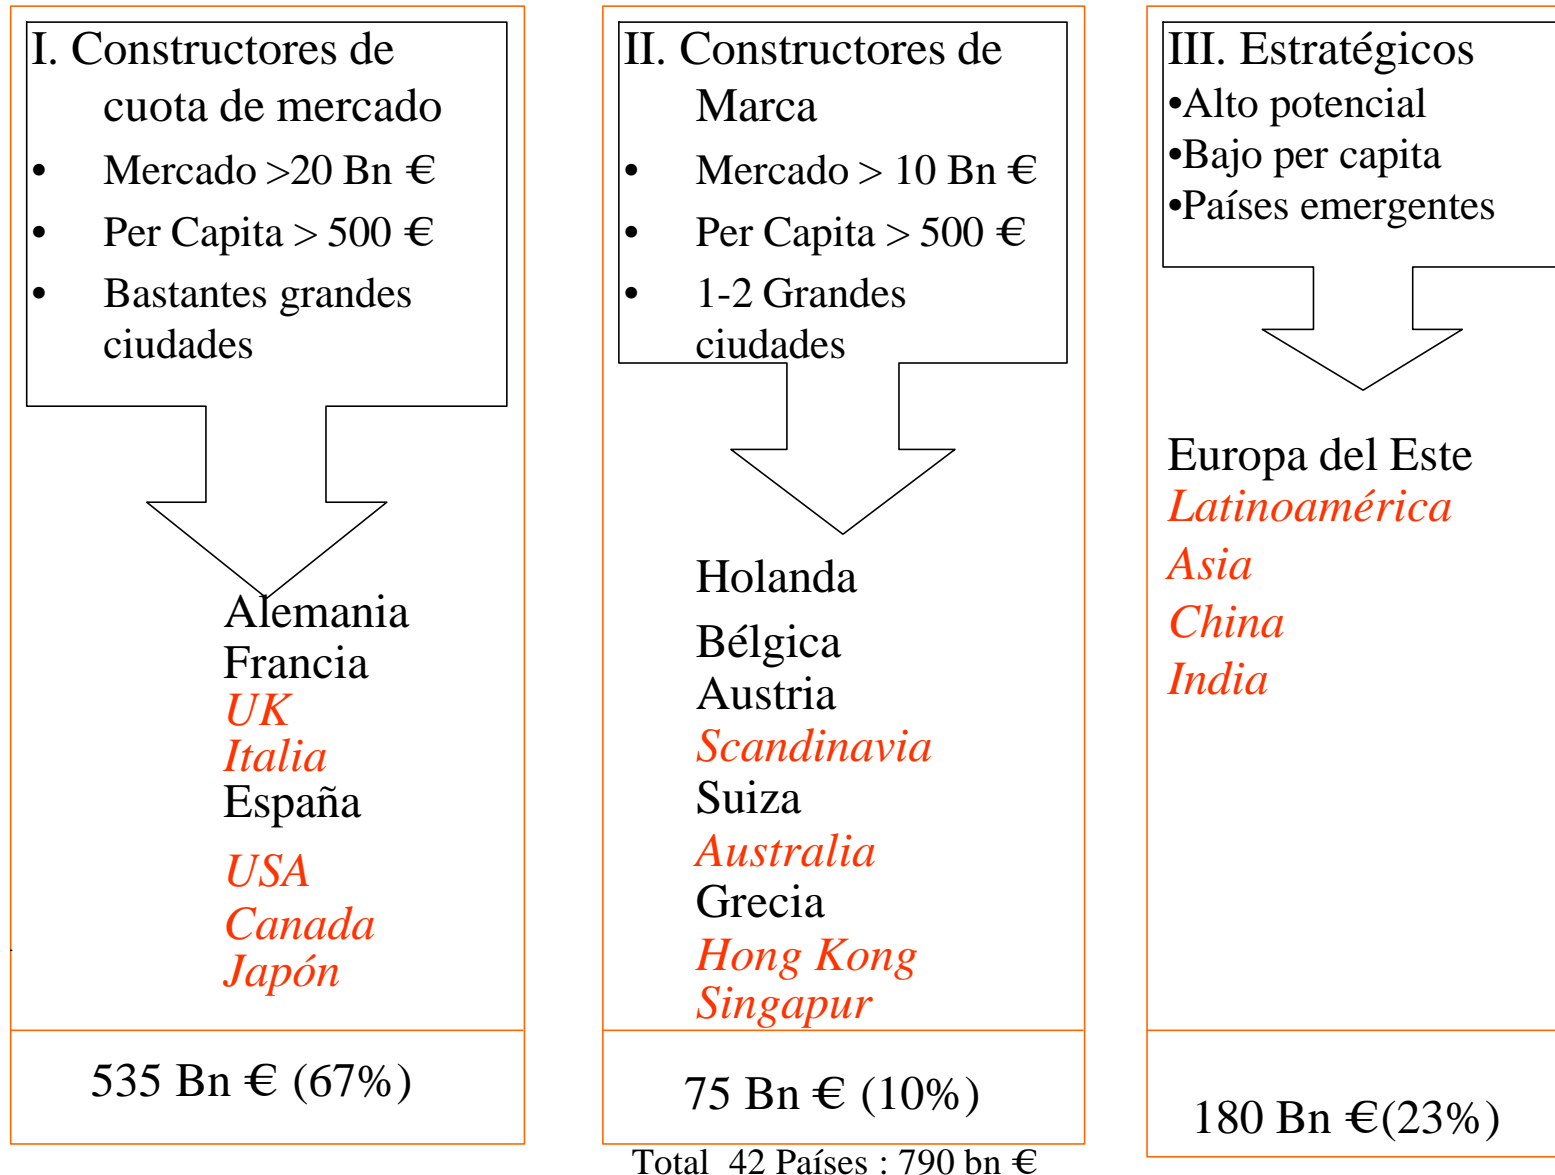 I. Constructores de
cuota de mercado
• Mercado >20 Bn €
• Per Capita > 500 €
• Bastantes grandes
ciudades
Alemania
Francia
UK
Italia
España
USA
Canada
Japón
535 Bn € (67%)
II. Constructores de
Marca
• Mercado > 10 Bn €
• Per Capita > 500 €
• 1-2 Grandes
ciudades
Holanda
Bélgica
Austria
Scandinavia
Suiza
Australia
Grecia
Hong Kong
Singapur
75 Bn € (10%)
III. Estratégicos
•Alto potencial
•Bajo per capita
•Países emergentes
Europa del Este
Latinoamérica
Asia
China
India
180 Bn €(23%)
Total 42 Países : 790 bn €